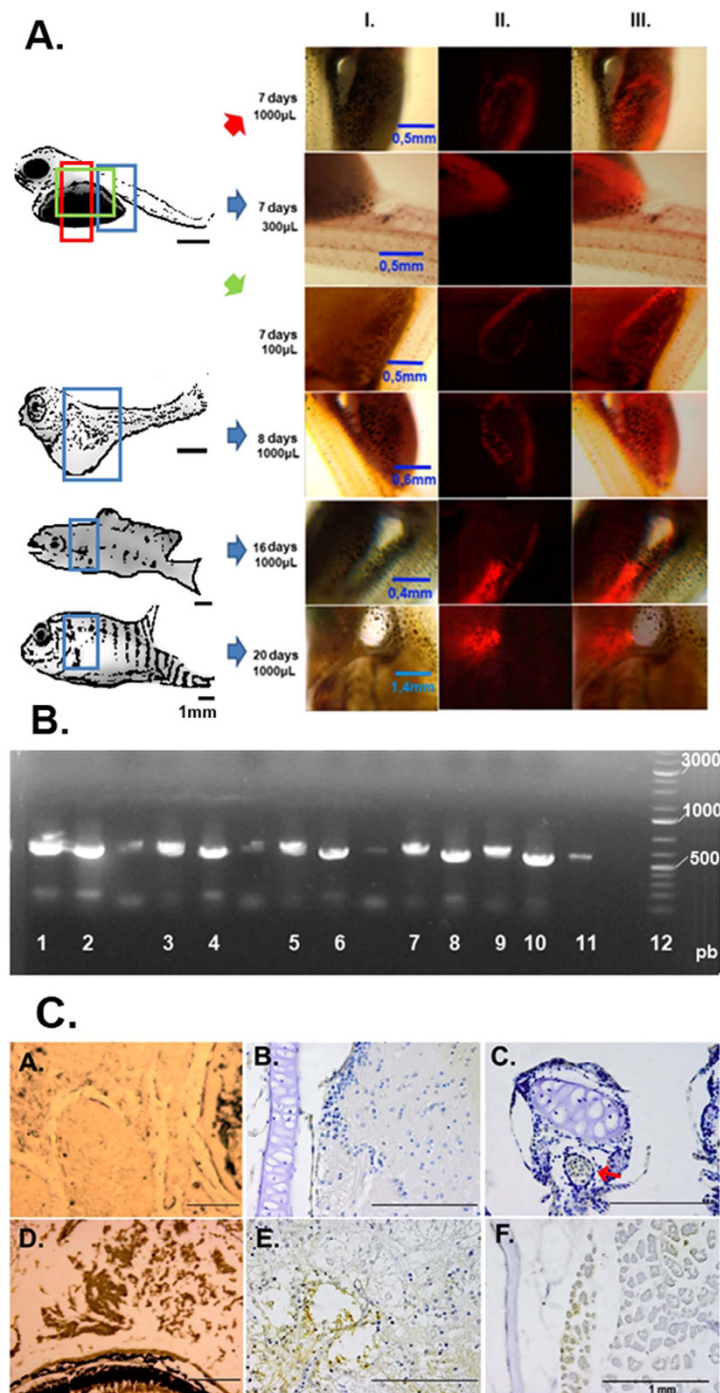 A.
I. II. III.
7 days
1000µL
0,5mm
7 days
300µL
0,5mm
7 days
100µL
0,5mm
8 days
1000µL
0,6mm
16 days
1000µL
0,4mm
20 days
1000µL
1,4mm
1mm
B.
3000
1000
500
1 2 3 4 5 6 7 8 9 10 11 12 pb
C.
A. B. C.
D. E. F.
1 mm